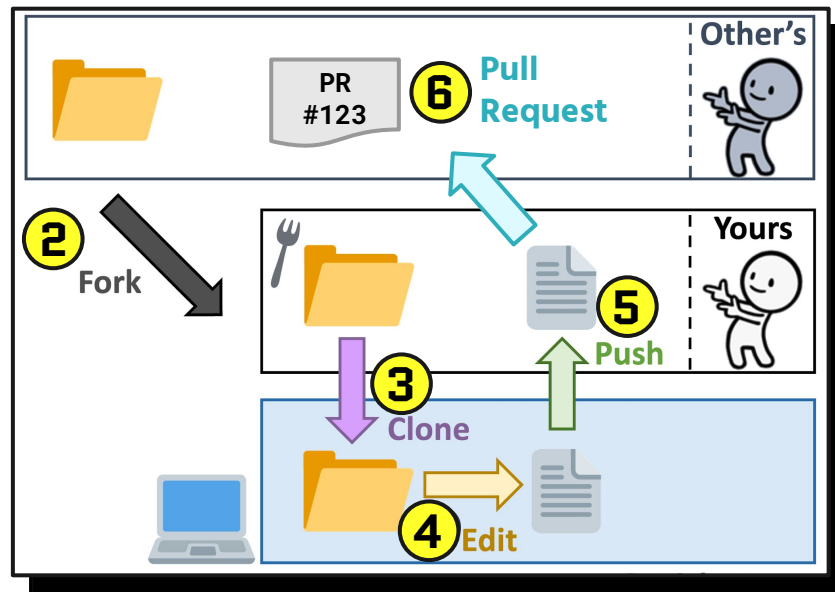 Other's
PR
#123
6
Pull
Request
2
Fork
Yours
5
Push
3
Clone
4
Edit